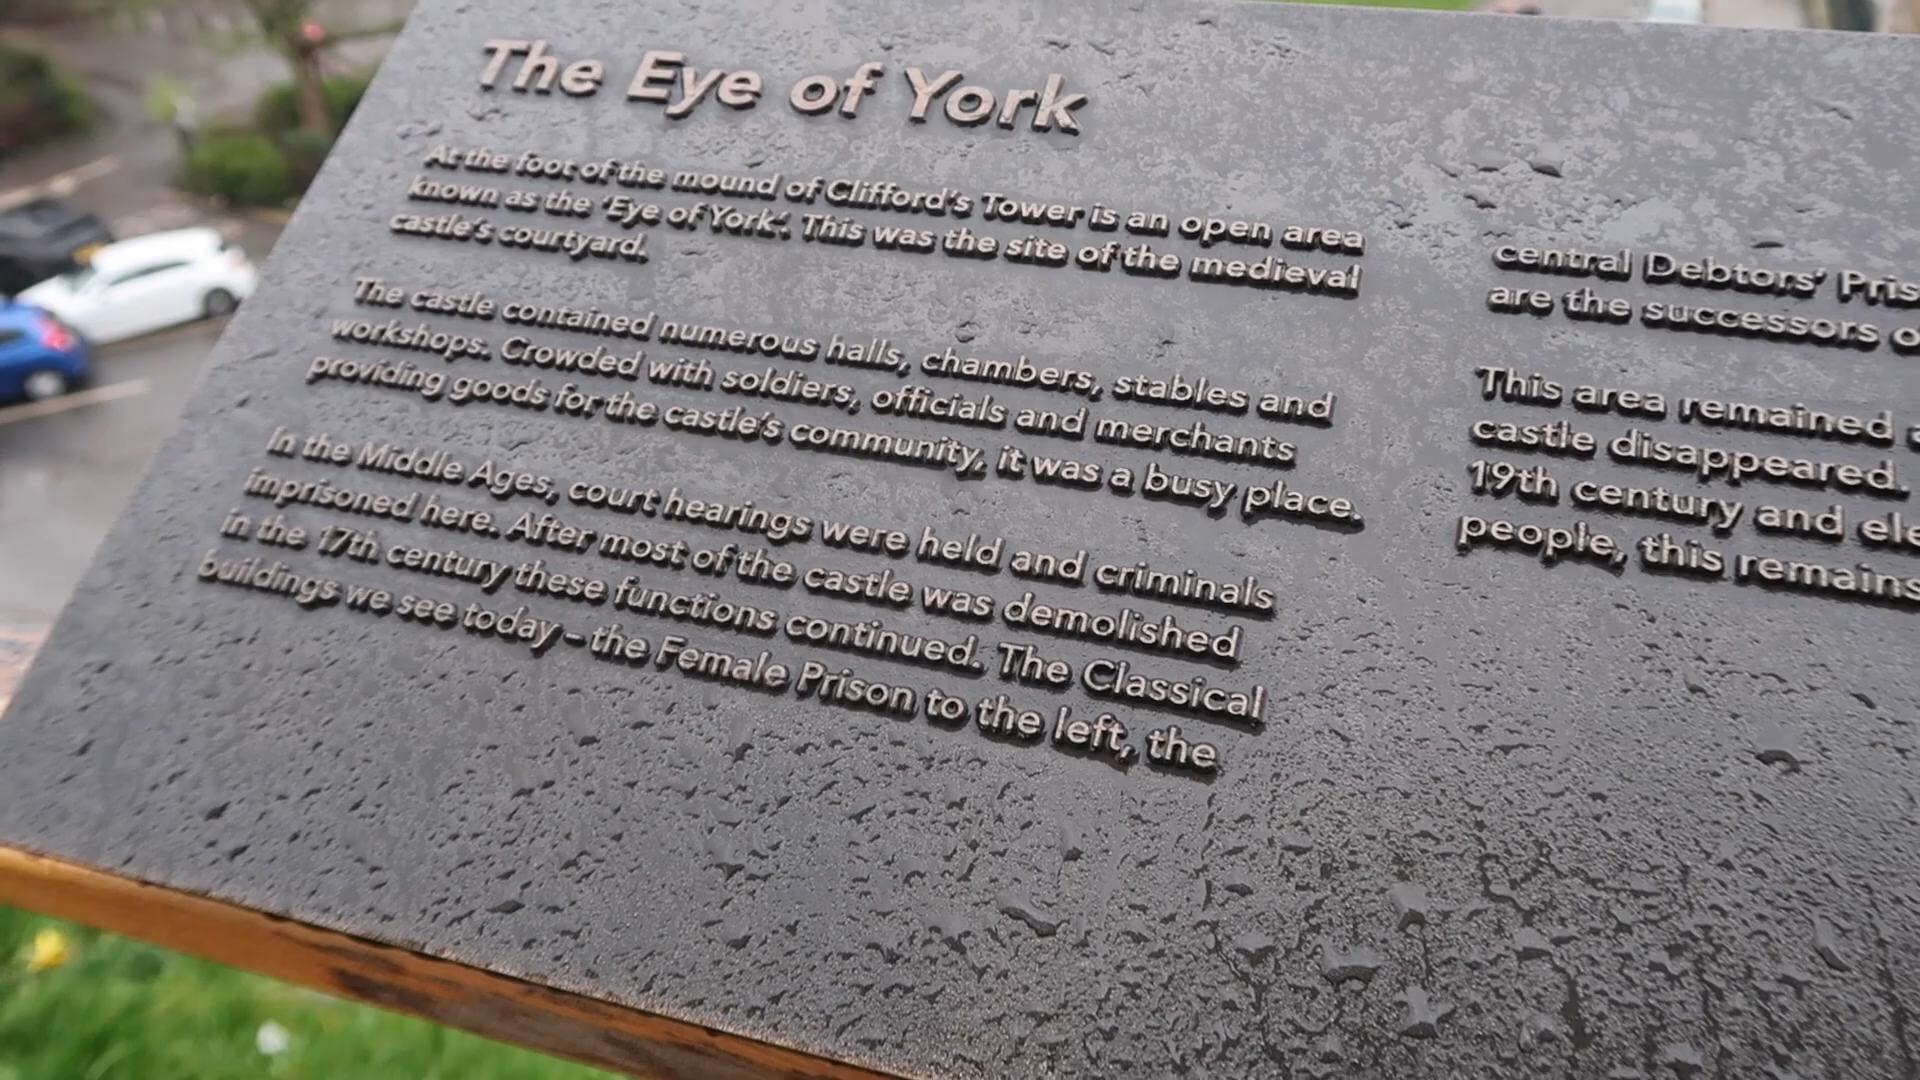 The Eye of York
At the foot of the mound of Clifford's Tower is an open area
known as the 'Eye of York'. This was the site of the medieval
castle's courtyard.
The castle contained numerous halls, chambers, stables and
workshops. Crowded with soldiers, officials and merchants
providing goods for the castle's community, it was a busy place.
In the Middle Ages, court hearings were held and criminals
imprisoned here. After most of the castle was demolished
in the 17th century these functions continued. The Classical
buildings we see today – the Female Prison to the left, the
central Debtors'
are the successors
This area remained
castle disappeared.
19th century and
people, this remains